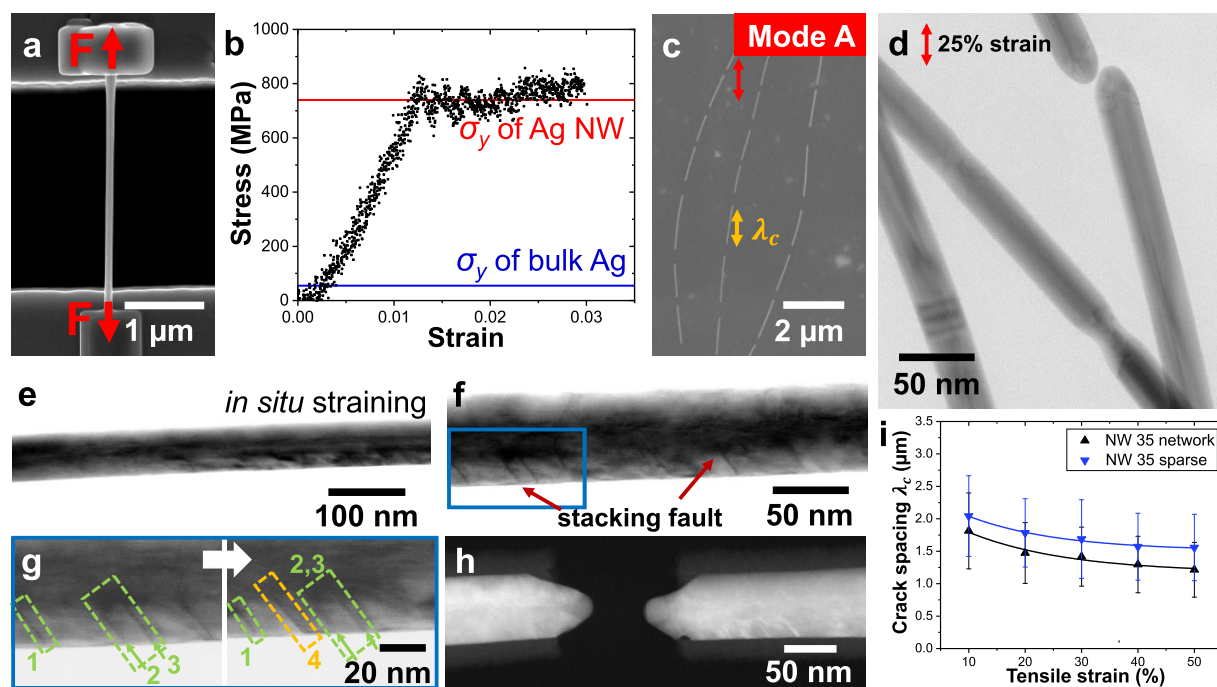 a
F
F
1 μm
b
Stress (MPa)
1000
800
600
400
200
0
σy of Ag NW
σy of bulk Ag
0.00
0.01
0.02
0.03
Strain
c
Mode A
λc
2 μm
d
25% strain
50 nm
e
in situ straining
100 nm
f
stacking fault
50 nm
g
1
2
3
1
4
2,3
20 nm
h
50 nm
i
Crack spacing λc (μm)
3.5
3.0
2.5
2.0
1.5
1.0
0.5
0.0
NW 35 network
NW 35 sparse
10
20
30
40
50
Tensile strain (%)